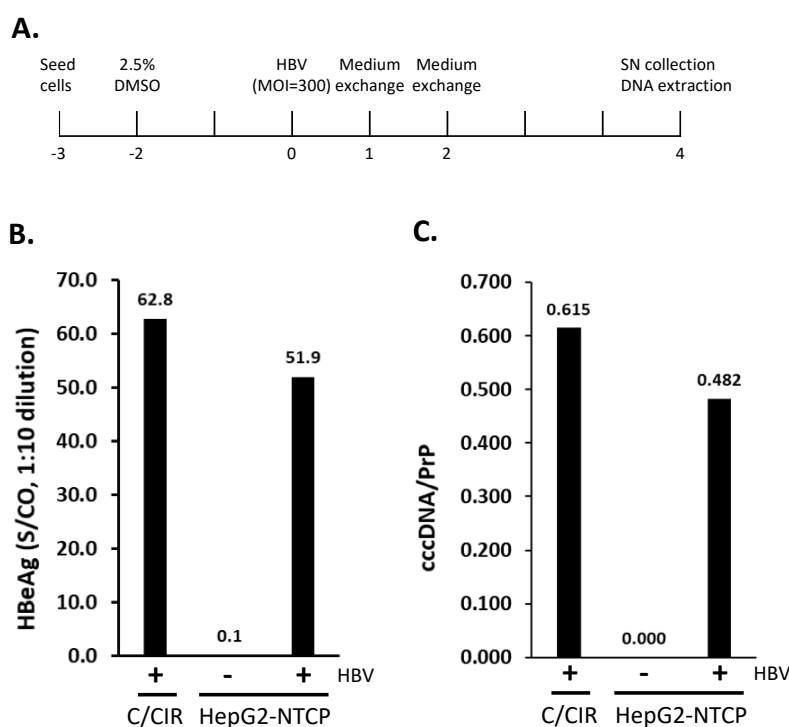 A.
Seed cells
2.5% DMSO
HBV (MOI=300)
Medium exchange
Medium exchange
SN collection DNA extraction
-3
-2
0
1
2
4
B.
HBeAg (S/CO, 1:10 dilution)
70.0
60.0
50.0
40.0
30.0
20.0
10.0
0.0
62.8
0.1
51.9
+
-
+
HBV
C/CIR
HepG2-NTCP
C.
cccDNA/PrP
0.700
0.600
0.500
0.400
0.300
0.200
0.100
0.000
0.615
0.000
0.482
+
-
+
HBV
C/CIR
HepG2-NTCP